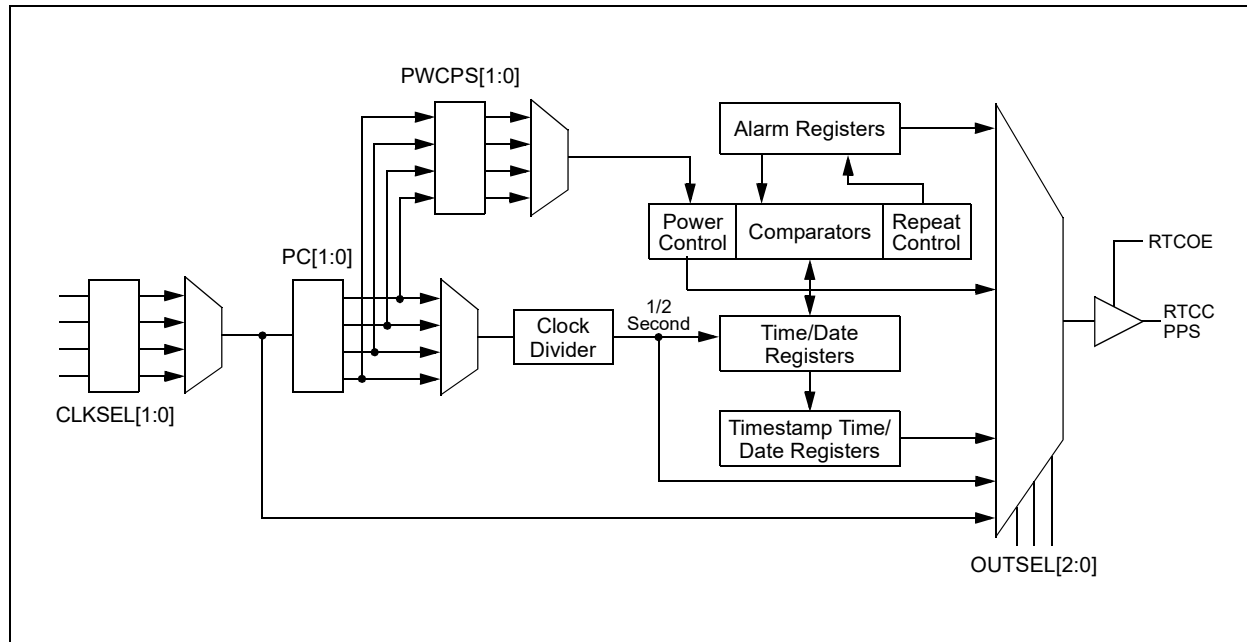 PWCPS[1:0]
Alarm Registers
Power
Control
Comparators
Repeat
Control
PC[1:0]
RTCOE
1/2
Second
Clock
Divider
Time/Date
Registers
RTCC
PPS
CLKSEL[1:0]
Timestamp Time/
Date Registers
OUTSEL[2:0]